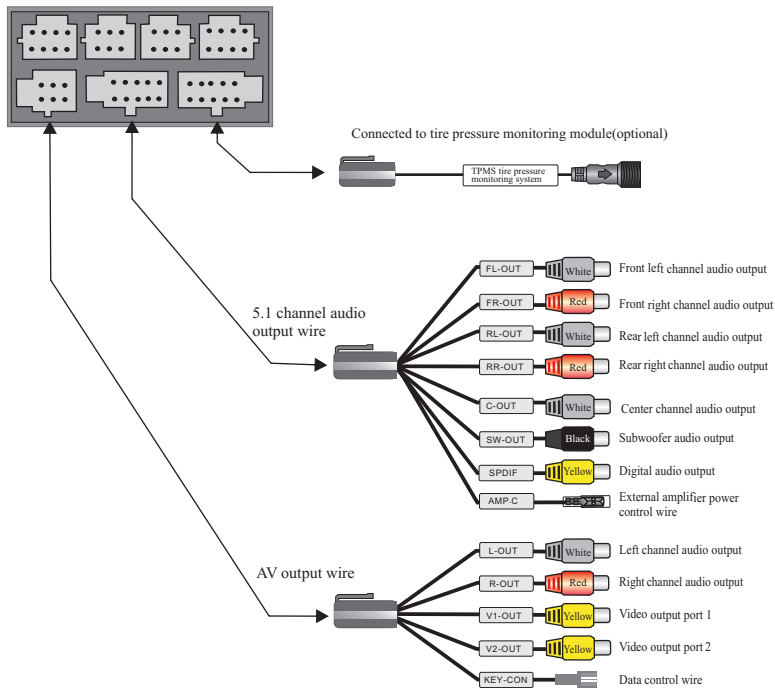 Connected to tire pressure monitoring module(optional)
TPMS tire pressure
monitoring system
5.1 channel audio
output wire
FL-OUT White Front left channel audio output
FR-OUT Red Front right channel audio output
RL-OUT White Rear left channel audio output
RR-OUT Red Rear right channel audio output
C-OUT White Center channel audio output
SW-OUT Black Subwoofer audio output
SPDIF Yellow Digital audio output
AMP-C External amplifier power
control wire
AV output wire
L-OUT White Left channel audio output
R-OUT Red Right channel audio output
V1-OUT Yellow Video output port 1
V2-OUT Yellow Video output port 2
KEY-CON Data control wire